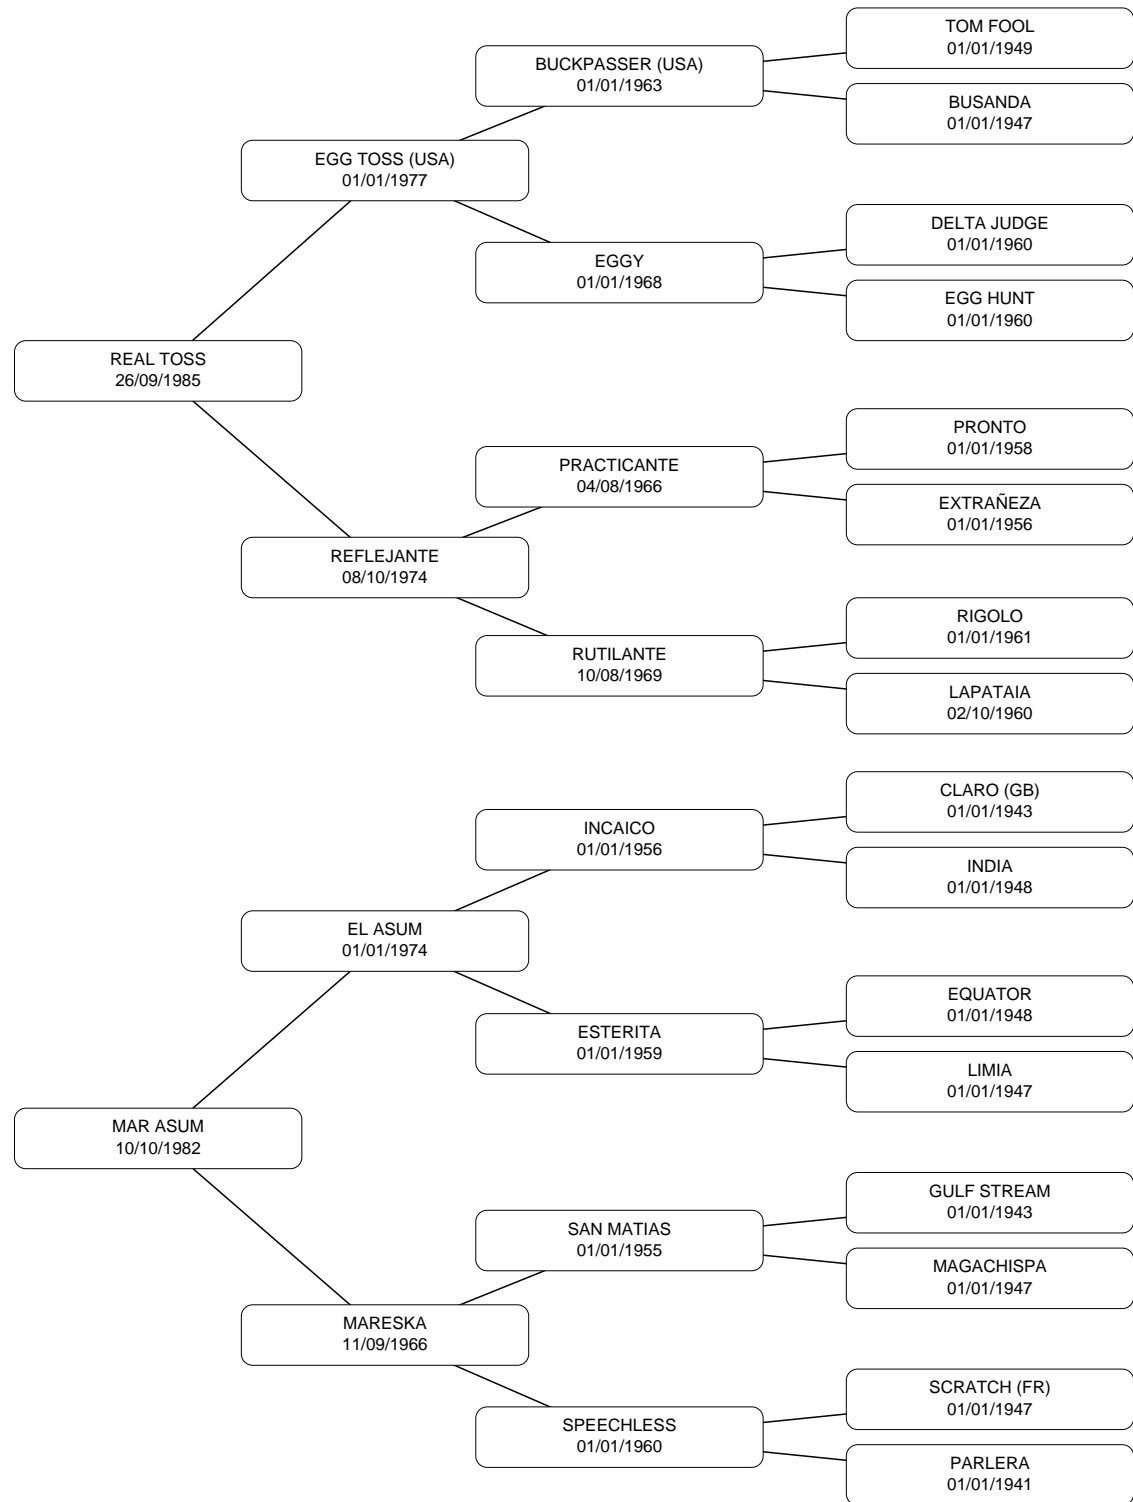 TOM FOOL
01/01/1949
BUCKPASSER (USA)
01/01/1963
BUSANDA
01/01/1947
EGG TOSS (USA)
01/01/1977
DELTA JUDGE
01/01/1960
EGGY
01/01/1968
EGG HUNT
01/01/1960
REAL TOSS
26/09/1985
PRONTO
01/01/1958
PRACTICANTE
04/08/1966
EXTRAÑEZA
01/01/1956
REFLEJANTE
08/10/1974
RIGOLO
01/01/1961
RUTILANTE
10/08/1969
LAPATAIA
02/10/1960
CLARO (GB)
01/01/1943
INCAICO
01/01/1956
INDIA
01/01/1948
EL ASUM
01/01/1974
EQUATOR
01/01/1948
ESTERITA
01/01/1959
LIMIA
01/01/1947
MAR ASUM
10/10/1982
GULF STREAM
01/01/1943
SAN MATIAS
01/01/1955
MAGACHISPA
01/01/1947
MARESKA
11/09/1966
SCRATCH (FR)
01/01/1947
SPEECHLESS
01/01/1960
PARLERA
01/01/1941